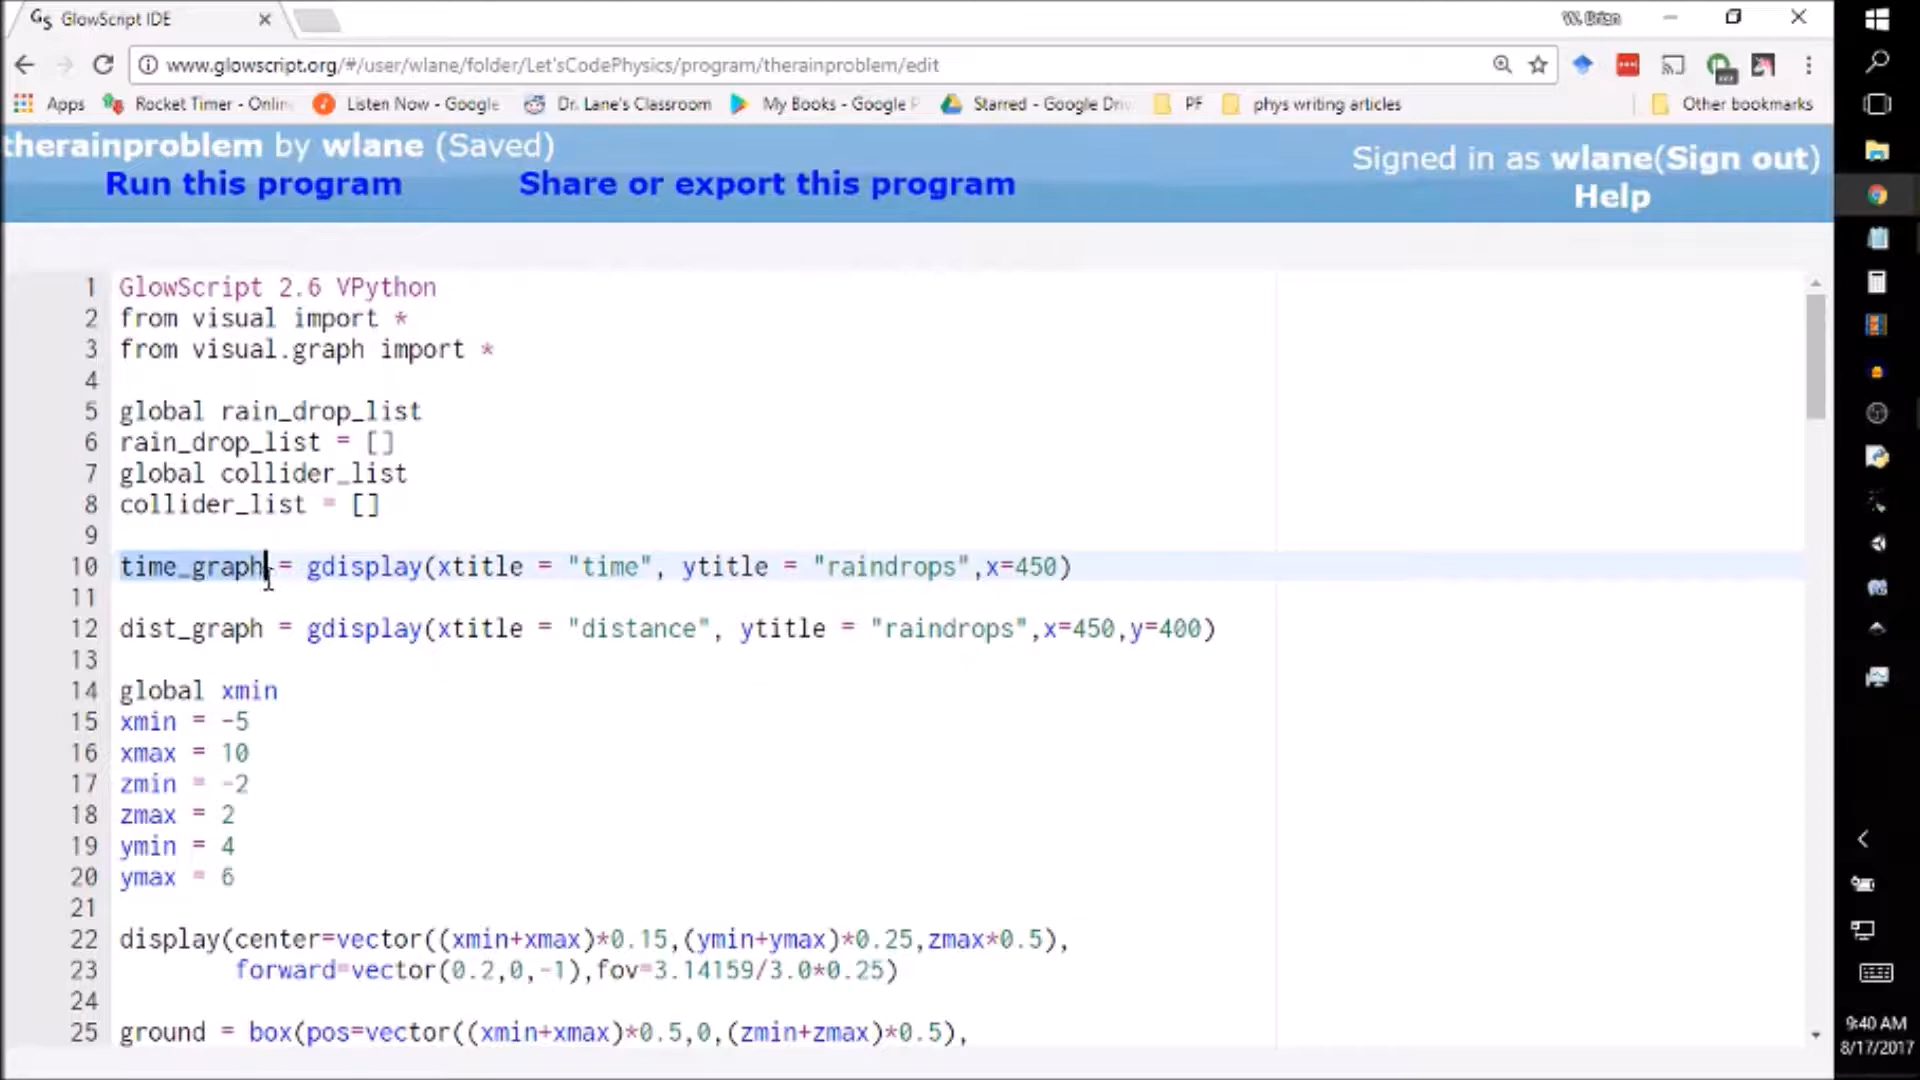 GlowScript IDE
W. Brian
www.glowscript.org/#/user/wlane/folder/Let'sCodePhysics/program/therainproblem/edit
Apps Rocket Timer - Onlin Listen Now - Google Dr. Lane's Classroom My Books - Google P Starred - Google Driv PF phys writing articles Other bookmarks
therainproblem by wlane (Saved)
Run this program Share or export this program
Signed in as wlane(Sign out)
Help
1 GlowScript 2.6 VPython
2 from visual import *
3 from visual.graph import *
4
5 global rain_drop_list
6 rain_drop_list = []
7 global collider_list
8 collider_list = []
9
10 time_graph = gdisplay(xtitle = "time", ytitle = "raindrops",x=450)
11
12 dist_graph = gdisplay(xtitle = "distance", ytitle = "raindrops",x=450,y=400)
13
14 global xmin
15 xmin = -5
16 xmax = 10
17 zmin = -2
18 zmax = 2
19 ymin = 4
20 ymax = 6
21
22 display(center=vector((xmin+xmax)*0.15,(ymin+ymax)*0.25,zmax*0.5),
23 forward=vector(0.2,0,-1),fov=3.14159/3.0*0.25)
24
25 ground = box(pos=vector((xmin+xmax)*0.5,0,(zmin+zmax)*0.5),
9:40 AM
8/17/2017